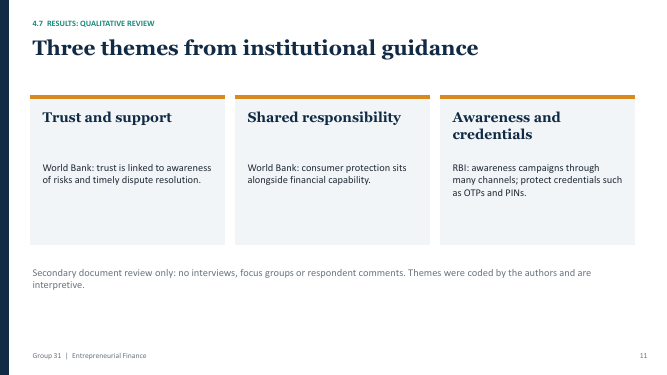 4.7 RESULTS: QUALITATIVE REVIEW
Three themes from institutional guidance
Trust and support
World Bank: trust is linked to awareness
of risks and timely dispute resolution.
Shared responsibility
World Bank: consumer protection sits
alongside financial capability.
Awareness and
credentials
RBI: awareness campaigns through
many channels; protect credentials such
as OTPs and PINs.
Secondary document review only: no interviews, focus groups or respondent comments. Themes were coded by the authors and are
interpretive.
Group 31 | Entrepreneurial Finance
11